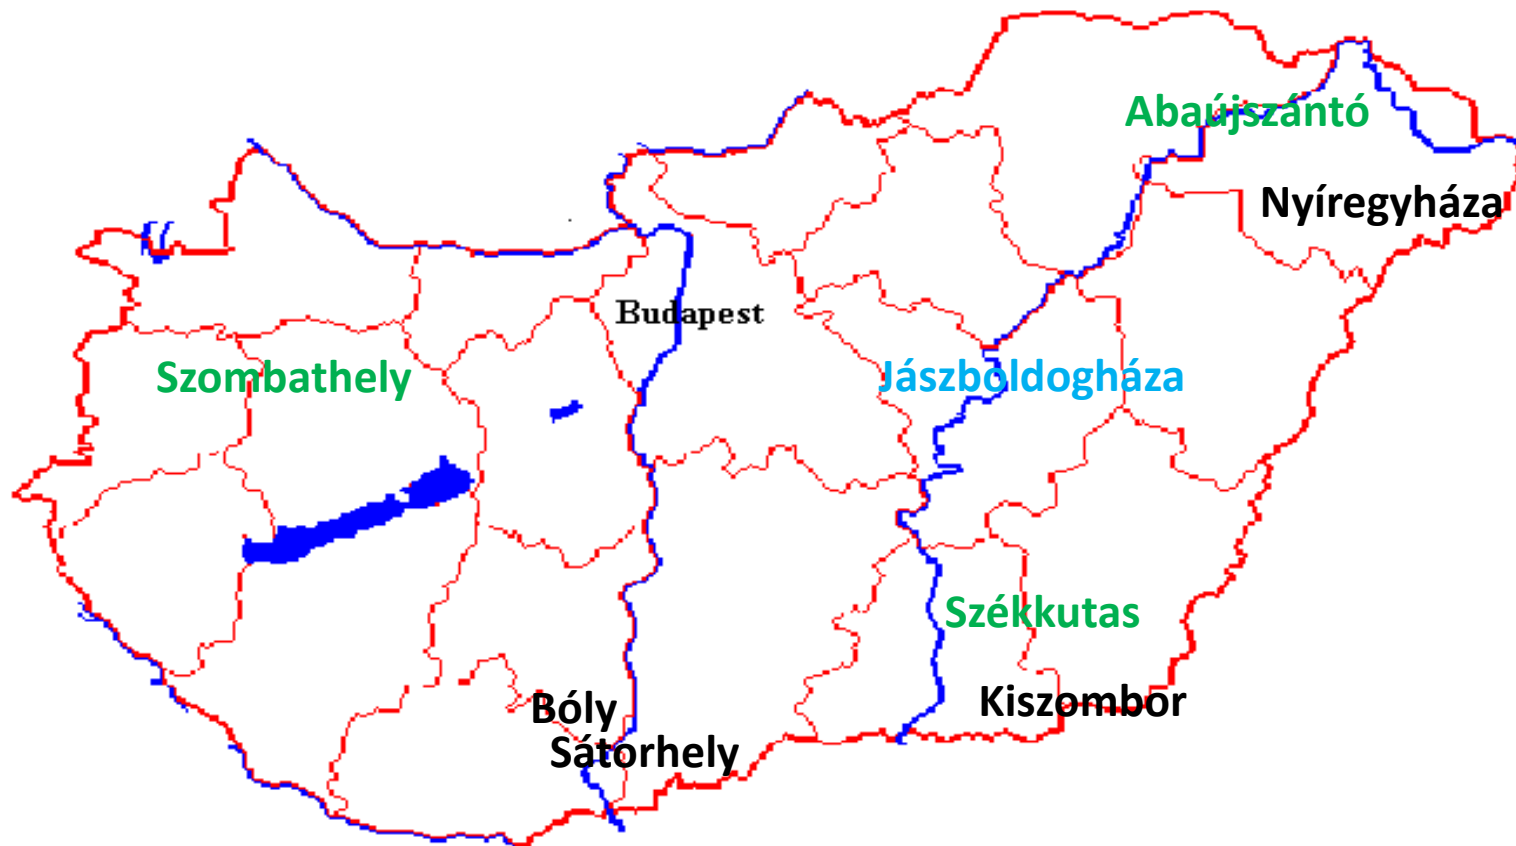 Abaújszántó
Nyíregyháza
Budapest
Szombathely
Jászboldogháza
Székkutas
Kiszombor
Bóly
Sátorhely